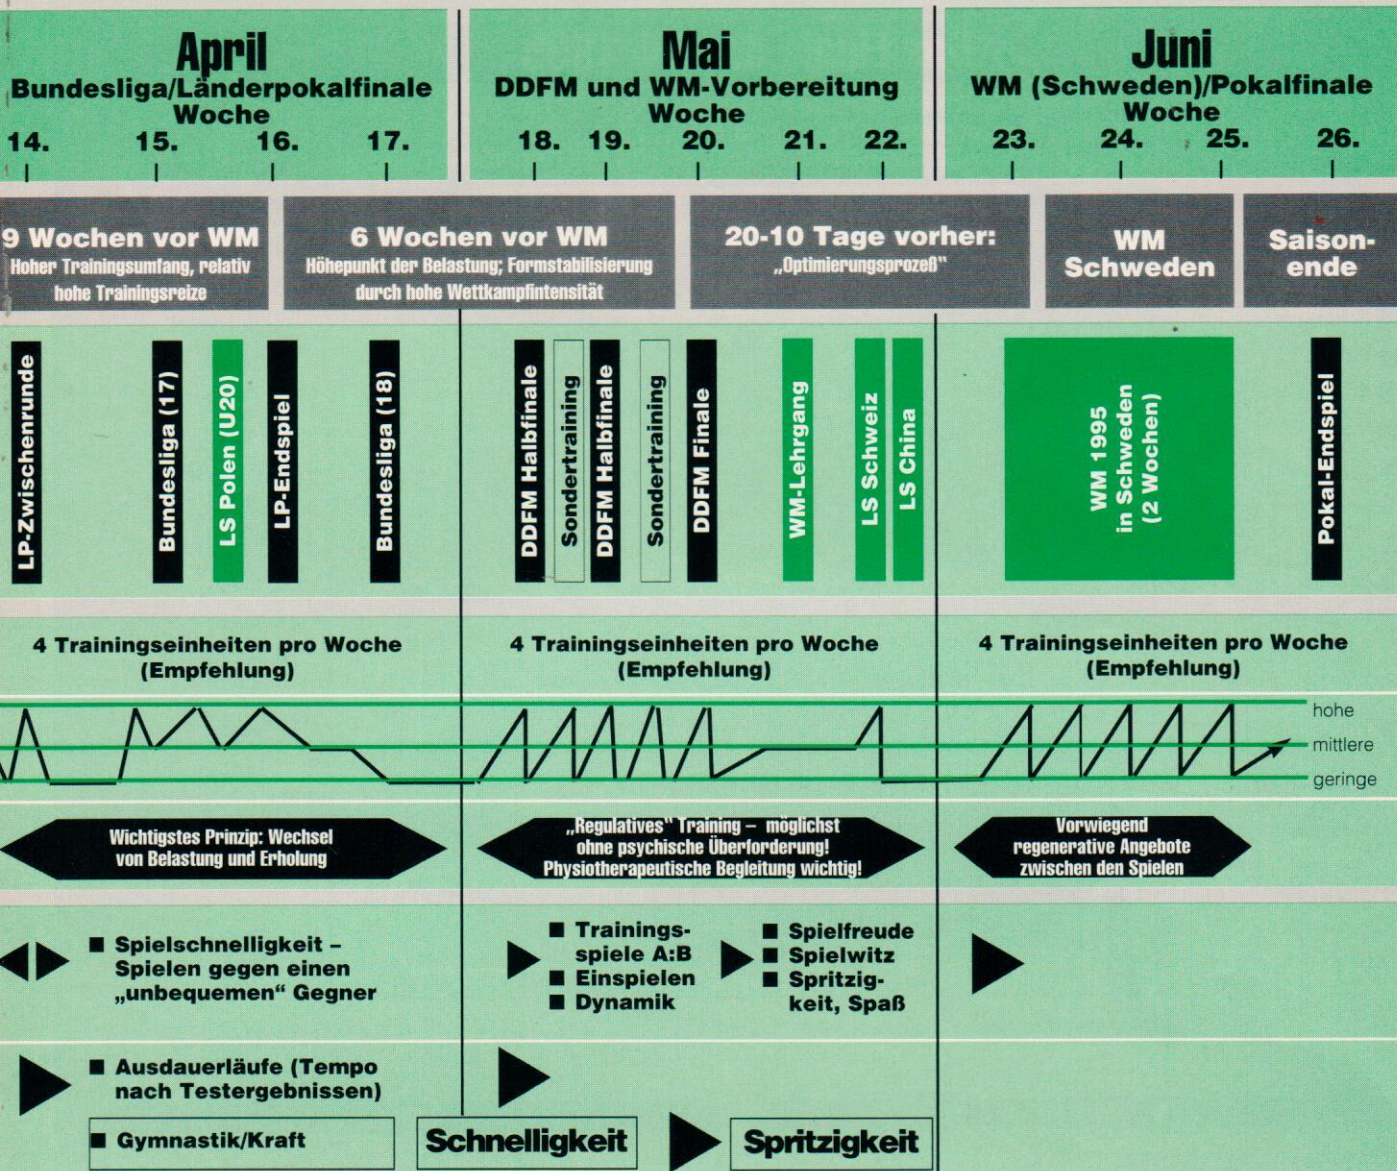 April
Bundesliga/Länderpokalfinale
Woche
14. 15. 16. 17.
Mai
DDFM und WM-Vorbereitung
Woche
18. 19. 20. 21. 22.
Juni
WM (Schweden)/Pokalfinale
Woche
23. 24. 25. 26.
9 Wochen vor WM
Hoher Trainingsumfang, relativ
hohe Trainingsreize
6 Wochen vor WM
Höhepunkt der Belastung; Formstabilisierung
durch hohe Wettkampfintensität
20-10 Tage vorher:
„Optimierungsprozeß“
WM
Schweden
Saison-
ende
LP-Zwischenrunde
Bundesliga (17)
LS Polen (U20)
LP-Endspiel
Bundesliga (18)
DDFM Halbfinale
Sondertraining
DDFM Halbfinale
Sondertraining
DDFM Finale
WM-Lehrgang
LS Schweiz
LS China
WM 1995
in Schweden
(2 Wochen)
Pokal-Endspiel
4 Trainingseinheiten pro Woche
(Empfehlung)
4 Trainingseinheiten pro Woche
(Empfehlung)
4 Trainingseinheiten pro Woche
(Empfehlung)
hohe
mittlere
geringe
Wichtigstes Prinzip: Wechsel
von Belastung und Erholung
„Regulatives“ Training – möglichst
ohne psychische Überforderung!
Physiotherapeutische Begleitung wichtig!
Vorwiegend
regenerative Angebote
zwischen den Spielen
■ Spielschnelligkeit –
Spielen gegen einen
„unbequemen“ Gegner
■ Trainings-
spiele A:B
■ Einspielen
■ Dynamik
■ Spielfreude
■ Spielwitz
■ Spritzig-
keit, Spaß
■ Ausdauerläufe (Tempo
nach Testergebnissen)
■ Gymnastik/Kraft
Schnelligkeit
Spritzigkeit